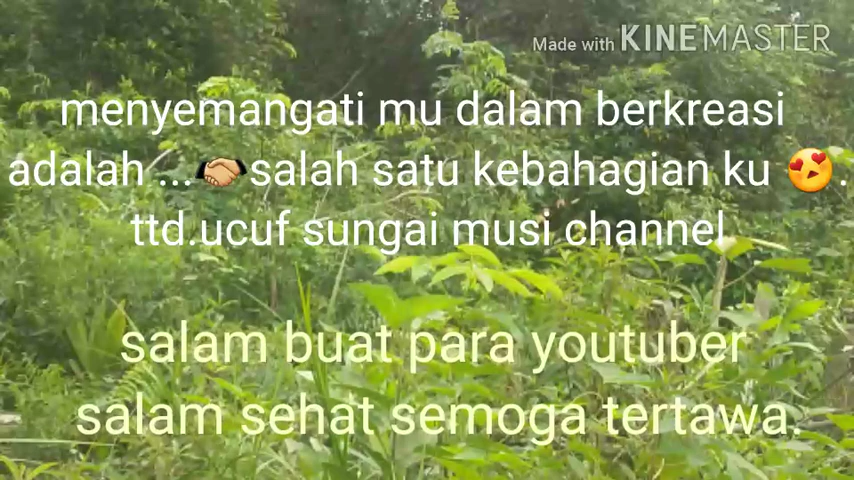 Made with KINEMASTER
menyemangati mu dalam berkreasi
adalah ...🤝salah satu kebahagian ku 😍.
ttd.ucuf sungai musi channel
salam buat para youtuber
salam sehat semoga tertawa.